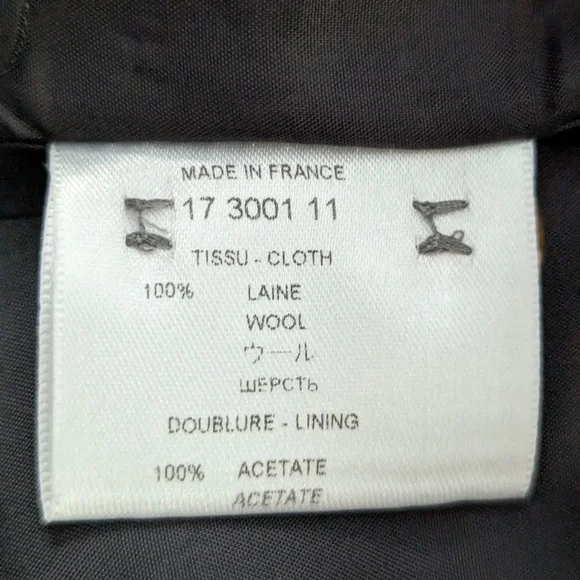 MADE IN FRANCE
17 3001 11
TISSU - CLOTH
100% LAINE
WOOL
ウール
ШЕРСТЬ
DOUBLURE - LINING
100% ACETATE
ACETATE